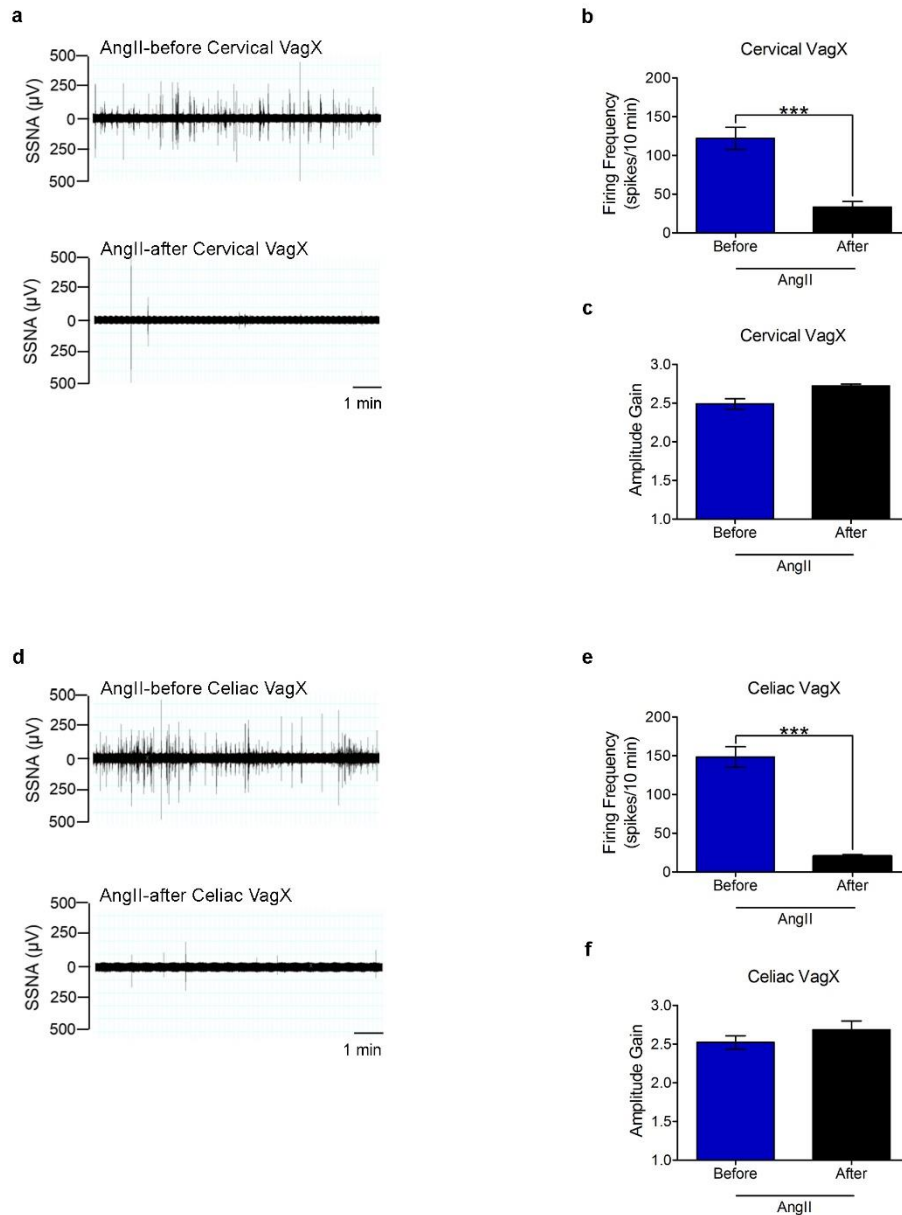 a
AngII-before Cervical VagX
500
250
0
250
500
SSNA (µV)
AngII-after Cervical VagX
500
250
0
250
500
SSNA (µV)
1 min
b
Cervical VagX
200
150
100
50
0
Firing Frequency
(spikes/10 min)
***
Before After
AngII
c
Cervical VagX
3.0
2.5
2.0
1.5
1.0
Amplitude Gain
Before After
AngII
d
AngII-before Celiac VagX
500
250
0
250
500
SSNA (µV)
AngII-after Celiac VagX
500
250
0
250
500
SSNA (µV)
1 min
e
Celiac VagX
200
150
100
50
0
Firing Frequency
(spikes/10 min)
***
Before After
AngII
f
Celiac VagX
3.0
2.5
2.0
1.5
1.0
Amplitude Gain
Before After
AngII